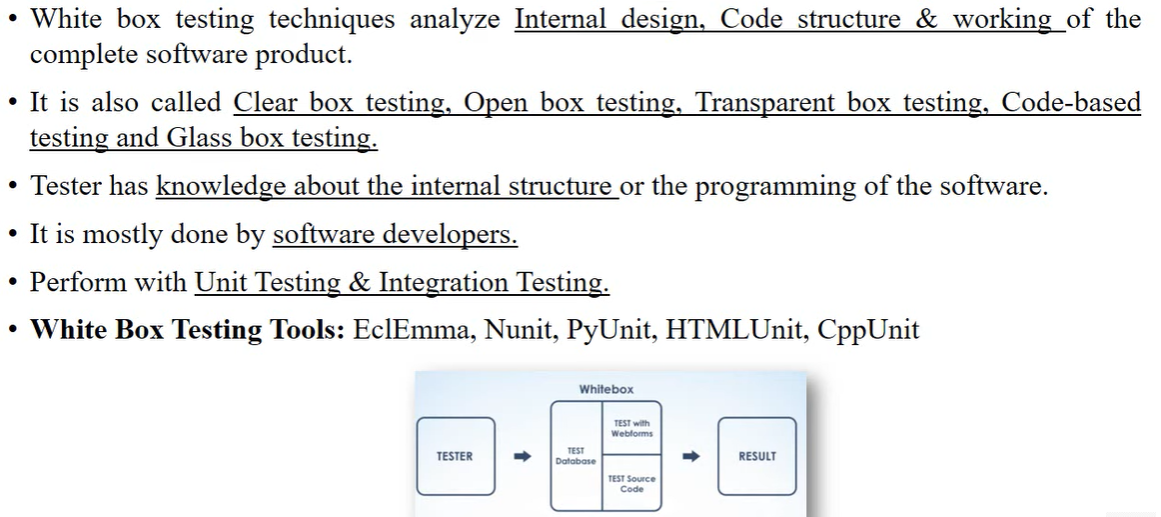 • White box testing techniques analyze Internal design, Code structure & working of the
complete software product.
• It is also called Clear box testing, Open box testing, Transparent box testing, Code-based
testing and Glass box testing.
• Tester has knowledge about the internal structure or the programming of the software.
• It is mostly done by software developers.
• Perform with Unit Testing & Integration Testing.
• White Box Testing Tools: EclEmma, Nunit, PyUnit, HTMLUnit, CppUnit
Whitebox
TESTER
TEST
Database
TEST with
Webforms
TEST Source
Code
RESULT